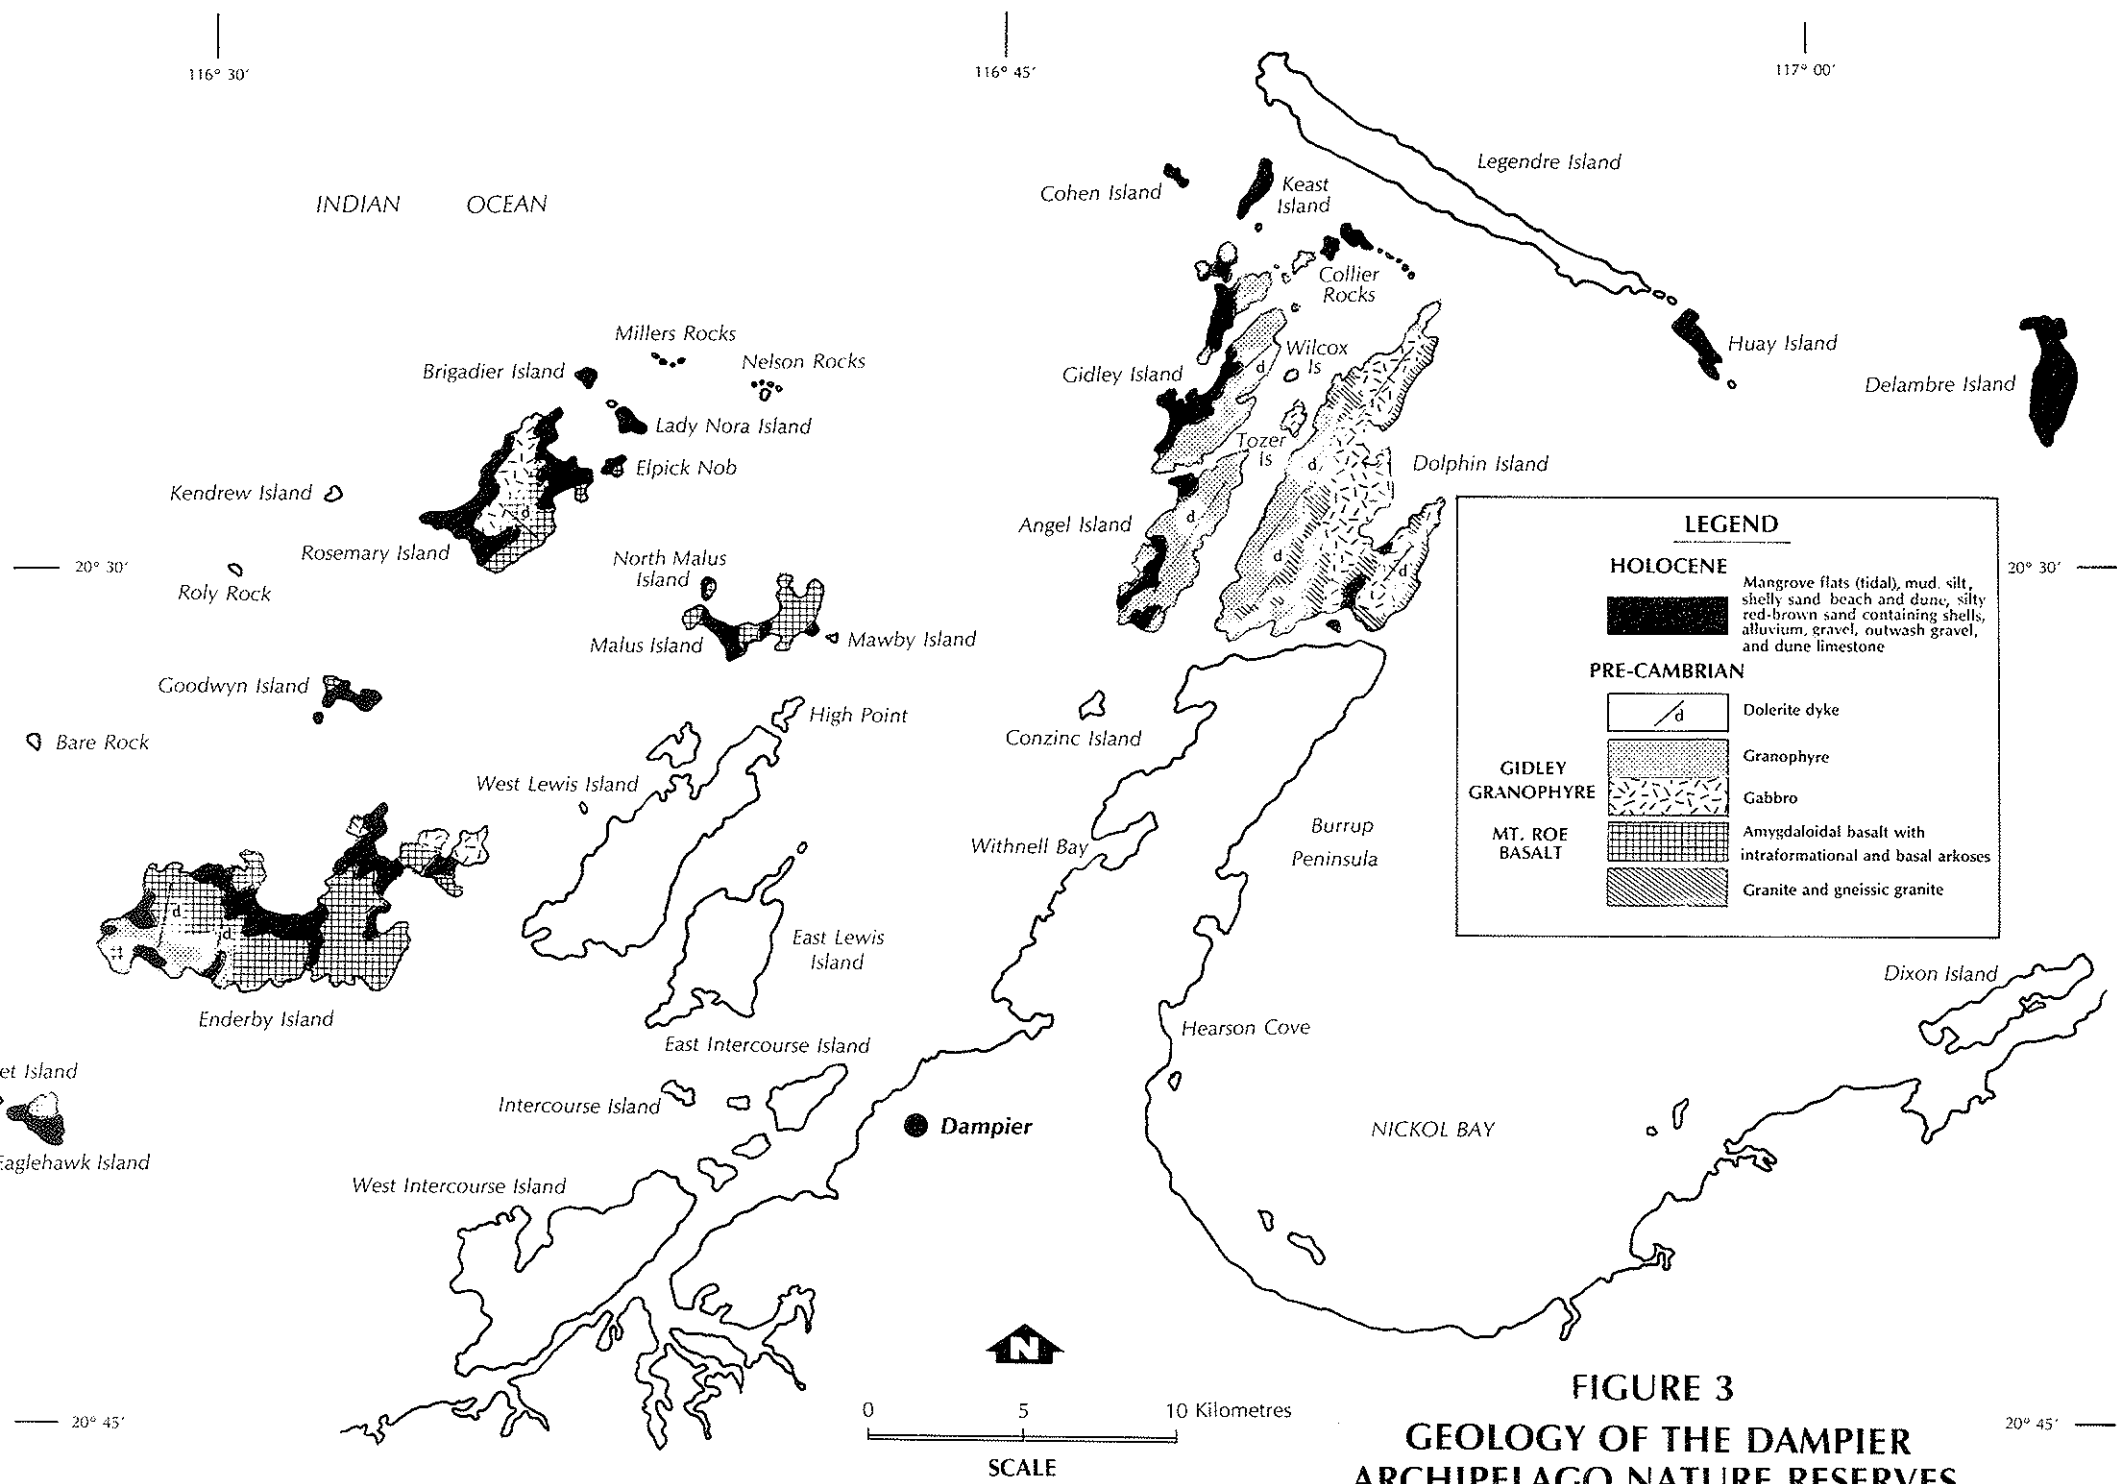 116° 30′
116° 45′
117° 00′
INDIAN OCEAN
Legendre Island
Cohen Island
Keast
Island
Collier
Rocks
Huay Island
Delambre Island
Millers Rocks
Nelson Rocks
Brigadier Island
Lady Nora Island
Elpick Nob
Kendrew Island
Rosemary Island
d
Roly Rock
20° 30′
Gidley Island
Wilcox
Is
d
Tozer
Is
d
Dolphin Island
Angel Island
d
d
d
North Malus
Island
Malus Island
Mawby Island
Goodwyn Island
Bare Rock
High Point
West Lewis Island
Conzinc Island
Withnell Bay
Burrup
Peninsula
LEGEND
HOLOCENE
Mangrove flats (tidal), mud, silt,
shelly sand beach and dune, silty
red-brown sand containing shells,
alluvium, gravel, outwash gravel,
and dune limestone
PRE-CAMBRIAN
d
Dolerite dyke
GIDLEY
GRANOPHYRE
Granophyre
Gabbro
MT. ROE
BASALT
Amygdaloidal basalt with
intraformational and basal arkoses
Granite and gneissic granite
20° 30′
d
d
Enderby Island
East Lewis
Island
East Intercourse Island
Intercourse Island
Dampier
West Intercourse Island
et Island
Eaglehawk Island
Hearson Cove
NICKOL BAY
Dixon Island
20° 45′
N
0 5 10 Kilometres
SCALE
20° 45′
FIGURE 3
GEOLOGY OF THE DAMPIER
ARCHIPELAGO NATURE RESERVES